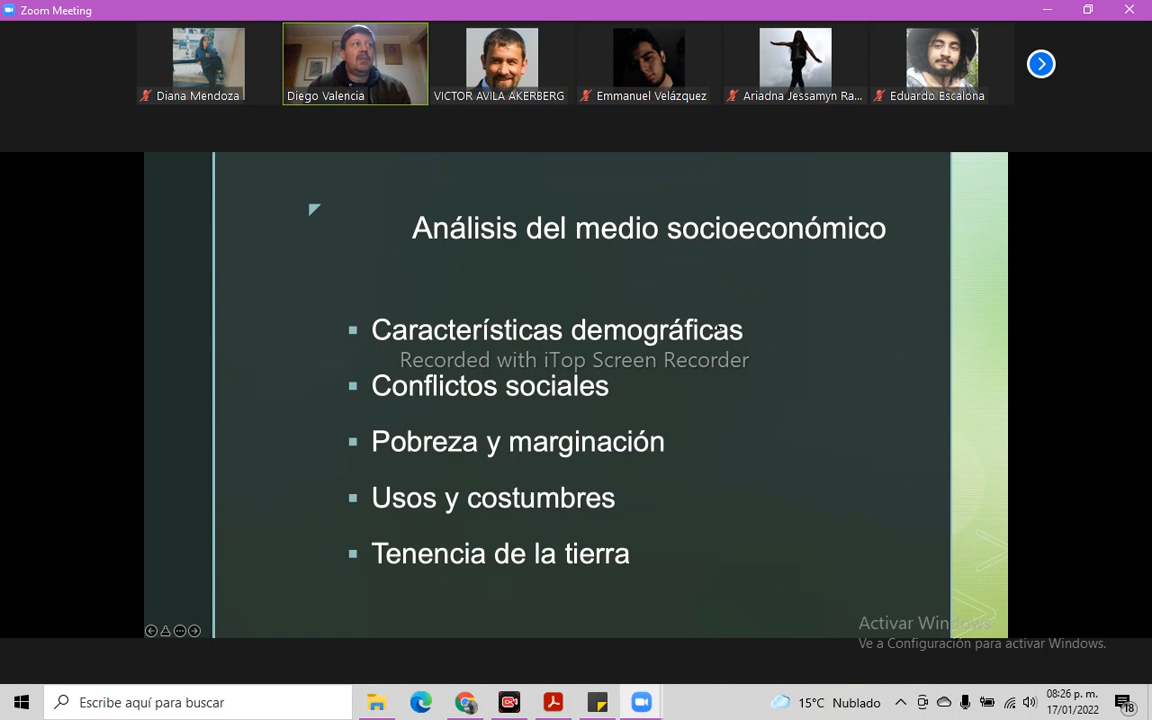 Zoom Meeting
Diana Mendoza
Diego Valencia
VICTOR AVILA AKERBERG
Emmanuel Velázquez
Ariadna Jessamyn Ra...
Eduardo Escalona
Análisis del medio socioeconómico
Características demográficas
Recorded with iTop Screen Recorder
Conflictos sociales
Pobreza y marginación
Usos y costumbres
Tenencia de la tierra
Activar Windows
Ve a Configuración para activar Windows.
Escribe aquí para buscar
15°C Nublado
08:26 p. m.
17/01/2022
18